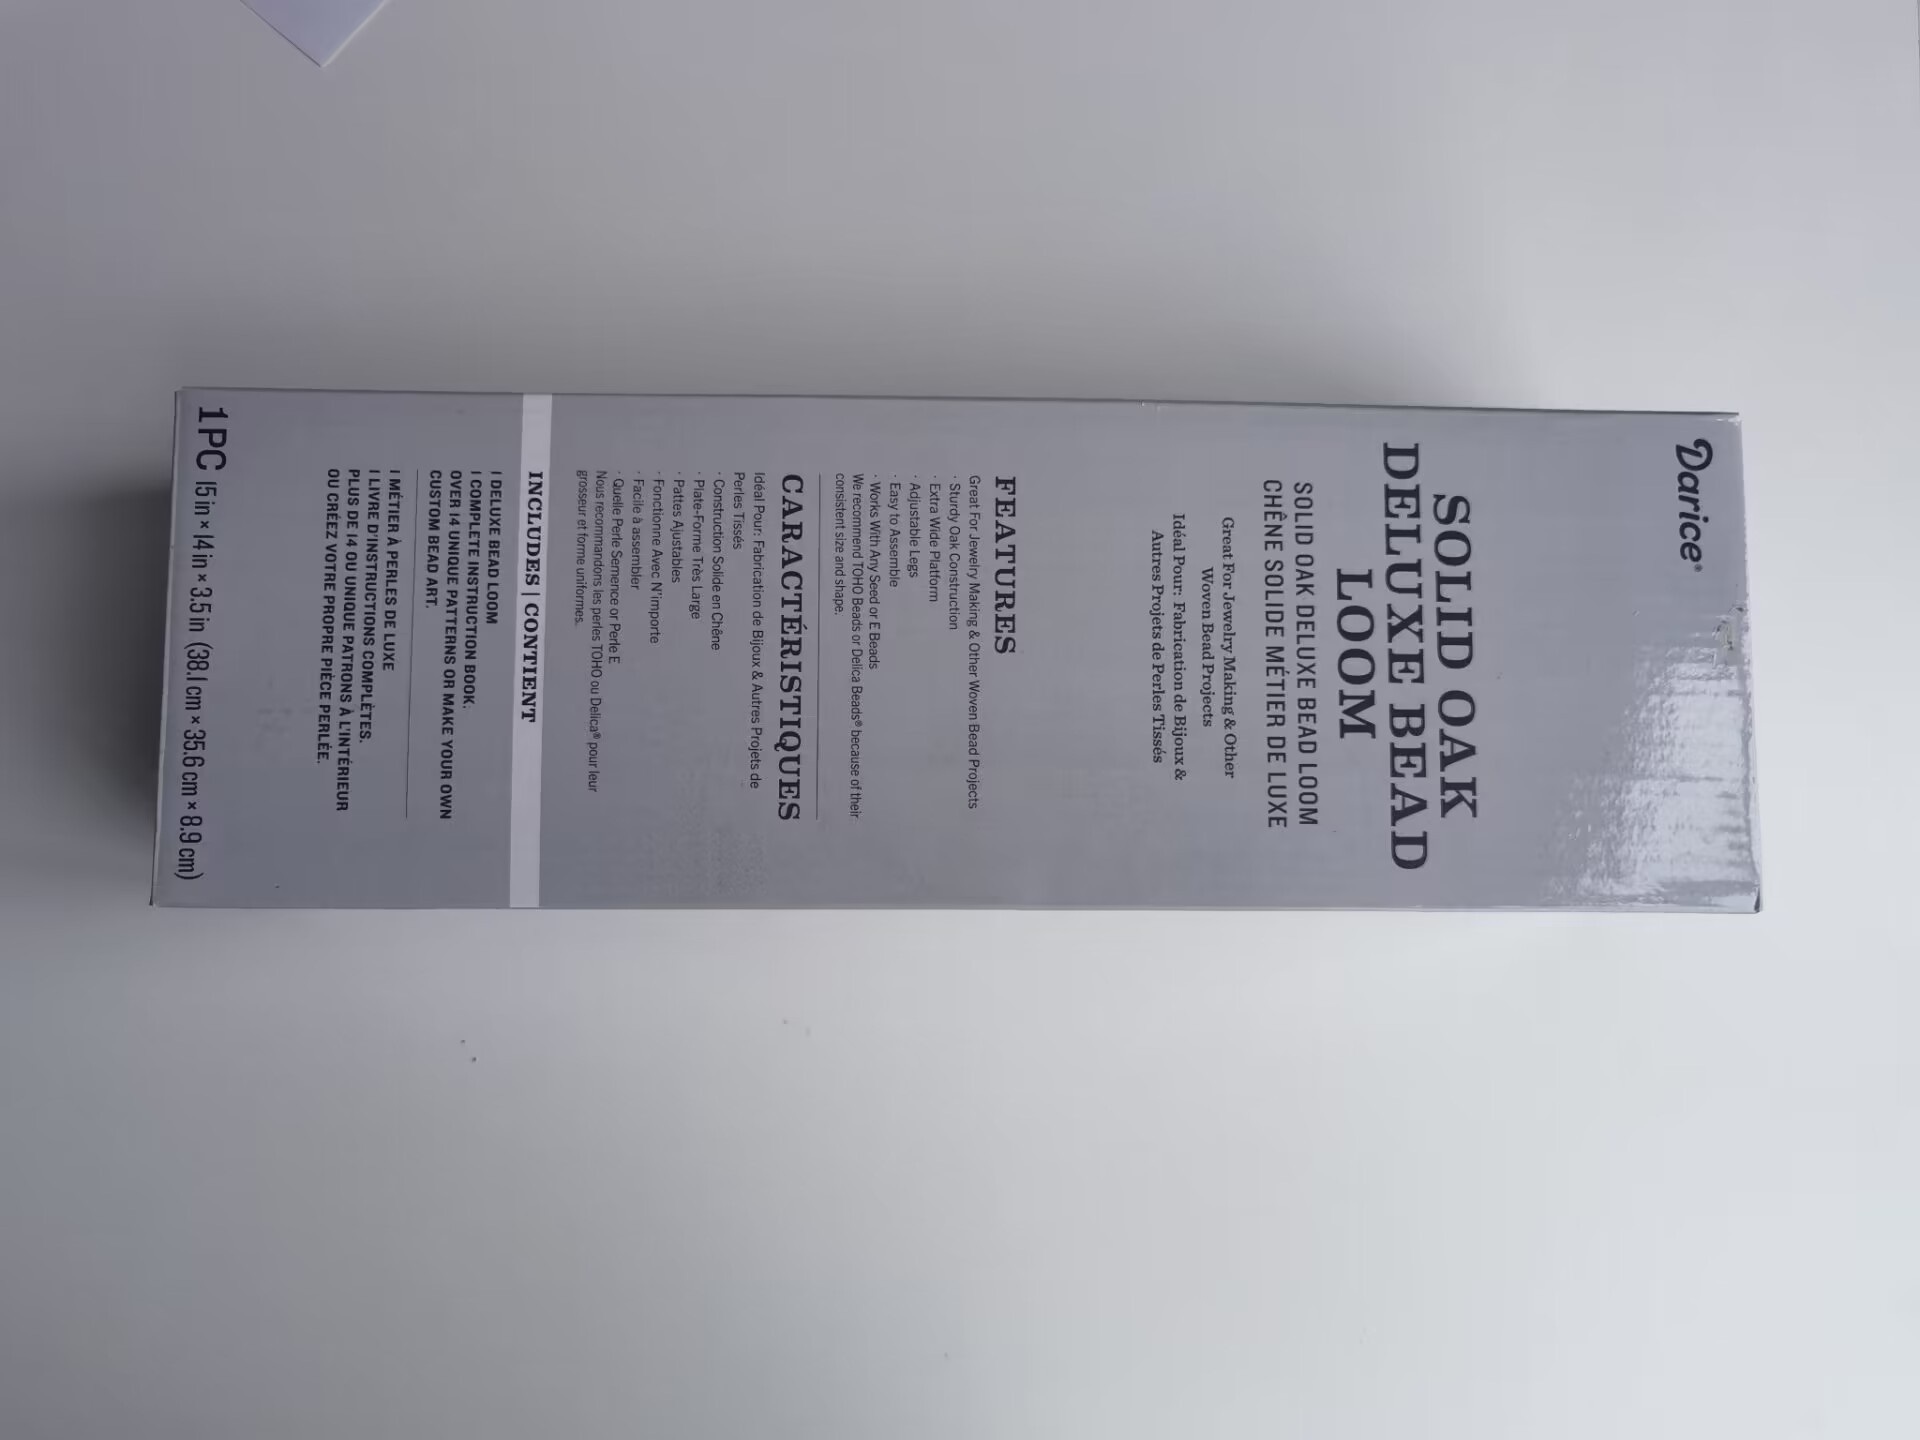 Darice®
SOLID OAK
DELUXE BEAD
LOOM
SOLID OAK DELUXE BEAD LOOM
CHÊNE SOLIDE MÉTIER DE LUXE
Great For Jewelry Making & Other
Woven Bead Projects
Idéal Pour: Fabrication de Bijoux &
Autres Projets de Perles Tissés
FEATURES
Great For Jewelry Making & Other Woven Bead Projects
· Sturdy Oak Construction
· Extra Wide Platform
· Adjustable Legs
· Easy to Assemble
· Works With Any Seed or E Beads
We recommend TOHO Beads or Delica Beads® because of their
consistent size and shape.
CARACTÉRISTIQUES
Idéal Pour: Fabrication de Bijoux & Autres Projets de
Perles Tissés
· Construction Solide en Chêne
· Plate-Forme Très Large
· Pattes Ajustables
· Fonctionne Avec N'importe
· Facile à assembler
· Quelle Perle Semence or Perle E
Nous recommandons les perles TOHO ou Delica® pour leur
grosseur et forme uniformes.
INCLUDES | CONTIENT
1 DELUXE BEAD LOOM
1 COMPLETE INSTRUCTION BOOK.
OVER 14 UNIQUE PATTERNS OR MAKE YOUR OWN
CUSTOM BEAD ART.
1 MÉTIER À PERLES DE LUXE
1 LIVRE D'INSTRUCTIONS COMPLÈTES.
PLUS DE 14 OU UNIQUE PATRONS À L'INTÉRIEUR
OU CRÉEZ VOTRE PROPRE PIÈCE PERLÉE.
1 PC 15 in × 14 in × 3.5 in (38.1 cm × 35.6 cm × 8.9 cm)